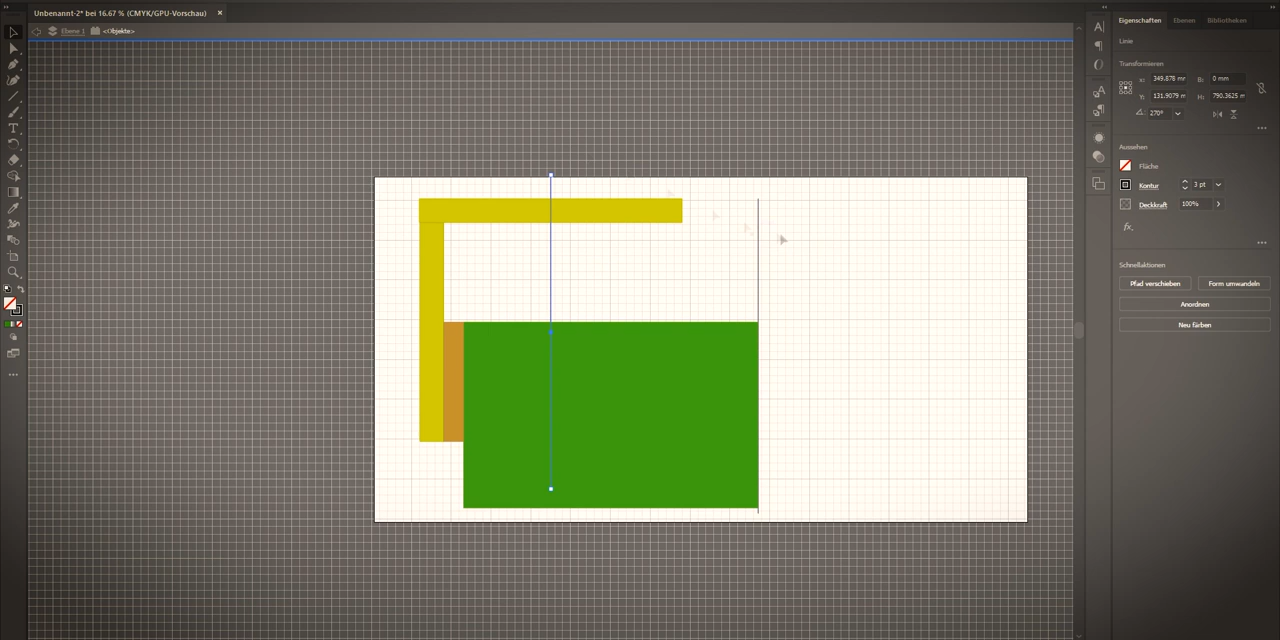 Unbenannt-2* bei 16.67 % (CMYK/GPU-Vorschau) ×
Ebene 1 <Objekte>
Eigenschaften Ebenen Bibliotheken
Linie
Transformieren
X: 349.878 mr B: 0 mm
Y: 131.9079 m H: 790.3625 m
270°
Aussehen
Fläche
Kontur 3 pt
Deckkraft 100%
fx.
Schnellaktionen
Pfad verschieben Form umwandeln
Anordnen
Neu färben